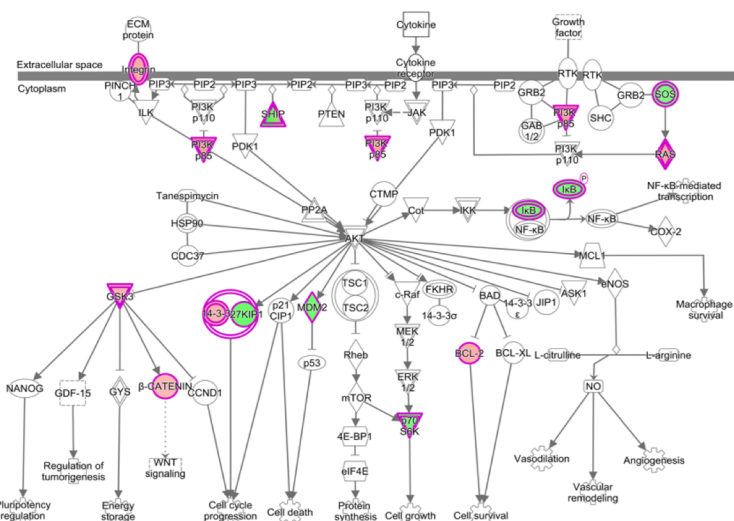 ECM
protein
Cytokine
Growth
factor
Extracellular space
Integrin
Cytokine
receptor
RTK
RTK
Cytoplasm
PINCH
1
PIP3
PIP2
PIP3
PIP2
PIP3
PIP2
PIP3
PIP2
ILK
PI3K
p110
SHIP
PTEN
PI3K
p110
JAK
GRB2
GRB2
SOS
PDK1
GAB
1/2
PI3K
p85
SHC
PI3K
p85
PDK1
PI3K
p85
PI3K
p110
RAS
Tanespimycin
CTMP
IκB
P
NF-κB-mediated
transcription
HSP90
PP2A
Cot
IKK
IκB
NF-κB
NF-κB
COX-2
CDC37
AKT
MCL1
GSK3
14-3-3
p27KIP1
p21
CIP1
MDM2
TSC1
TSC2
c-Raf
FKHR
14-3-3σ
BAD
14-3-3
ε
JIP1
ASK1
eNOS
Macrophage
survival
p53
Rheb
MEK
1/2
BCL-2
BCL-XL
L-citrulline
L-arginine
NANOG
GDF-15
GYS
β-CATENIN
CCND1
mTOR
ERK
1/2
NO
p70
S6K
4E-BP1
Regulation of
tumorigenesis
WNT
signaling
eIF4E
Vasodilation
Angiogenesis
Vascular
remodeling
Pluripotency
regulation
Energy
storage
Cell cycle
progression
Cell death
Protein
synthesis
Cell growth
Cell survival